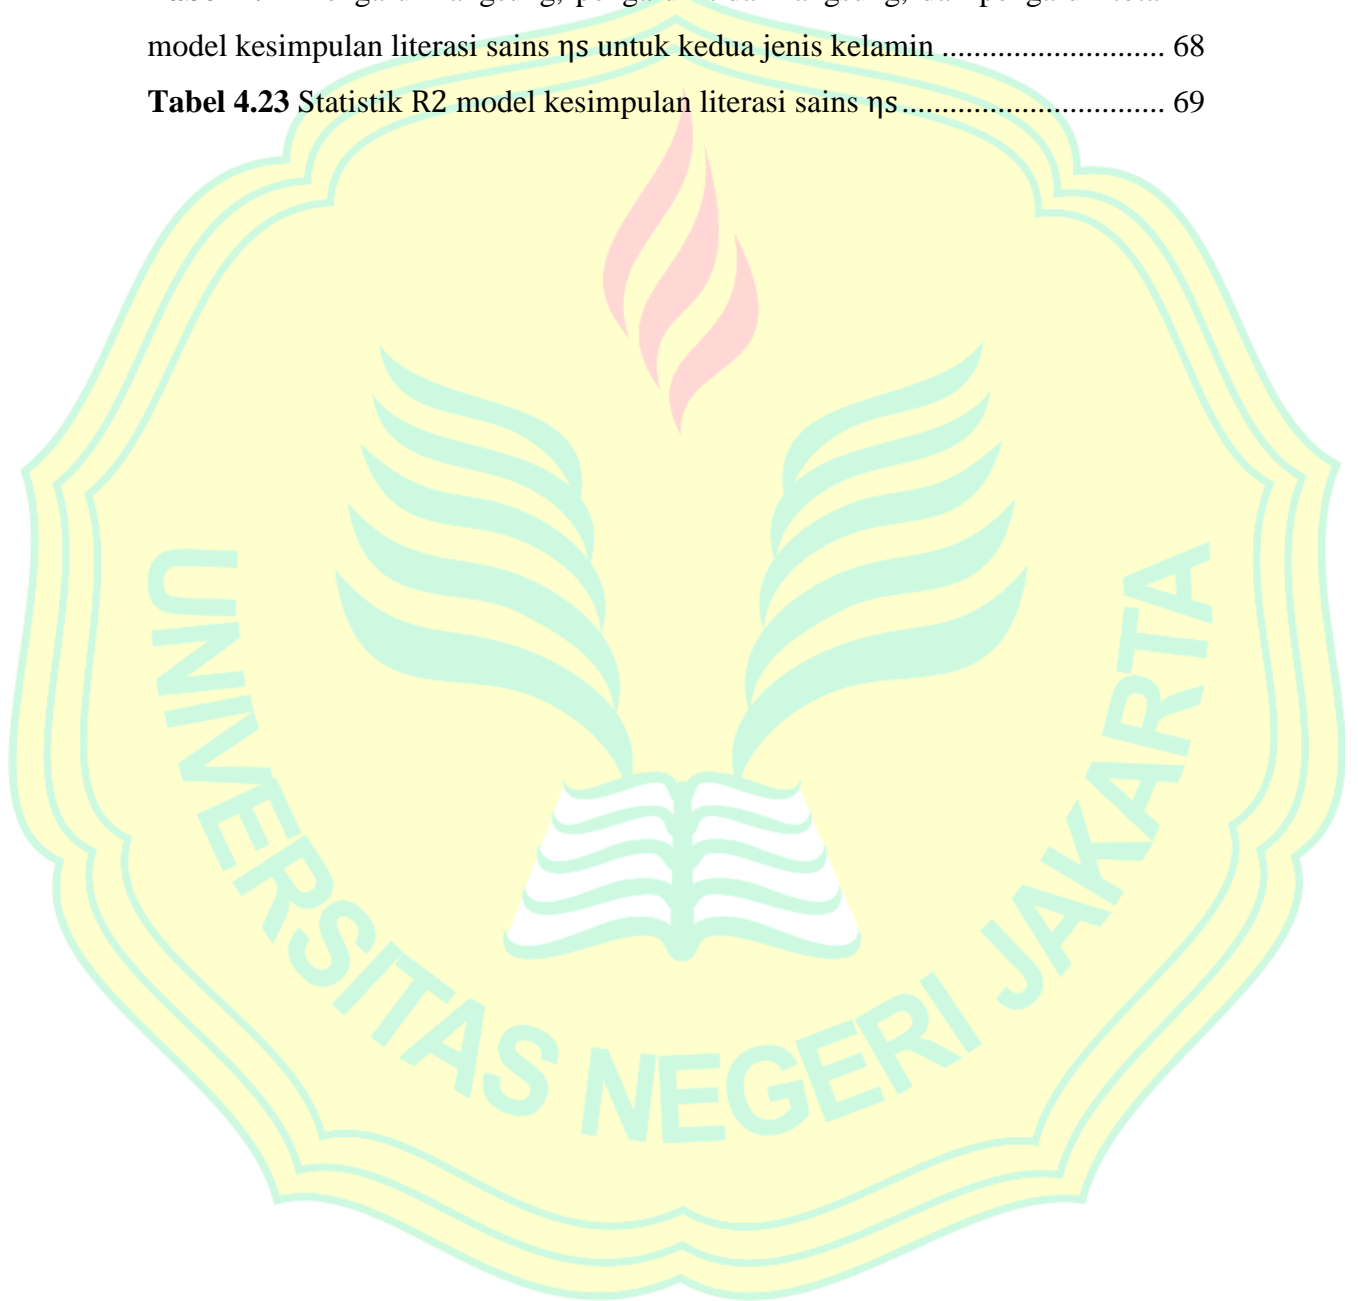 model kesimpulan literasi sains ηs untuk kedua jenis kelamin ............................ 68
Tabel 4.23 Statistik R2 model kesimpulan literasi sains ηs................................. 69
UNIVERSITAS NEGERI JAKARTA